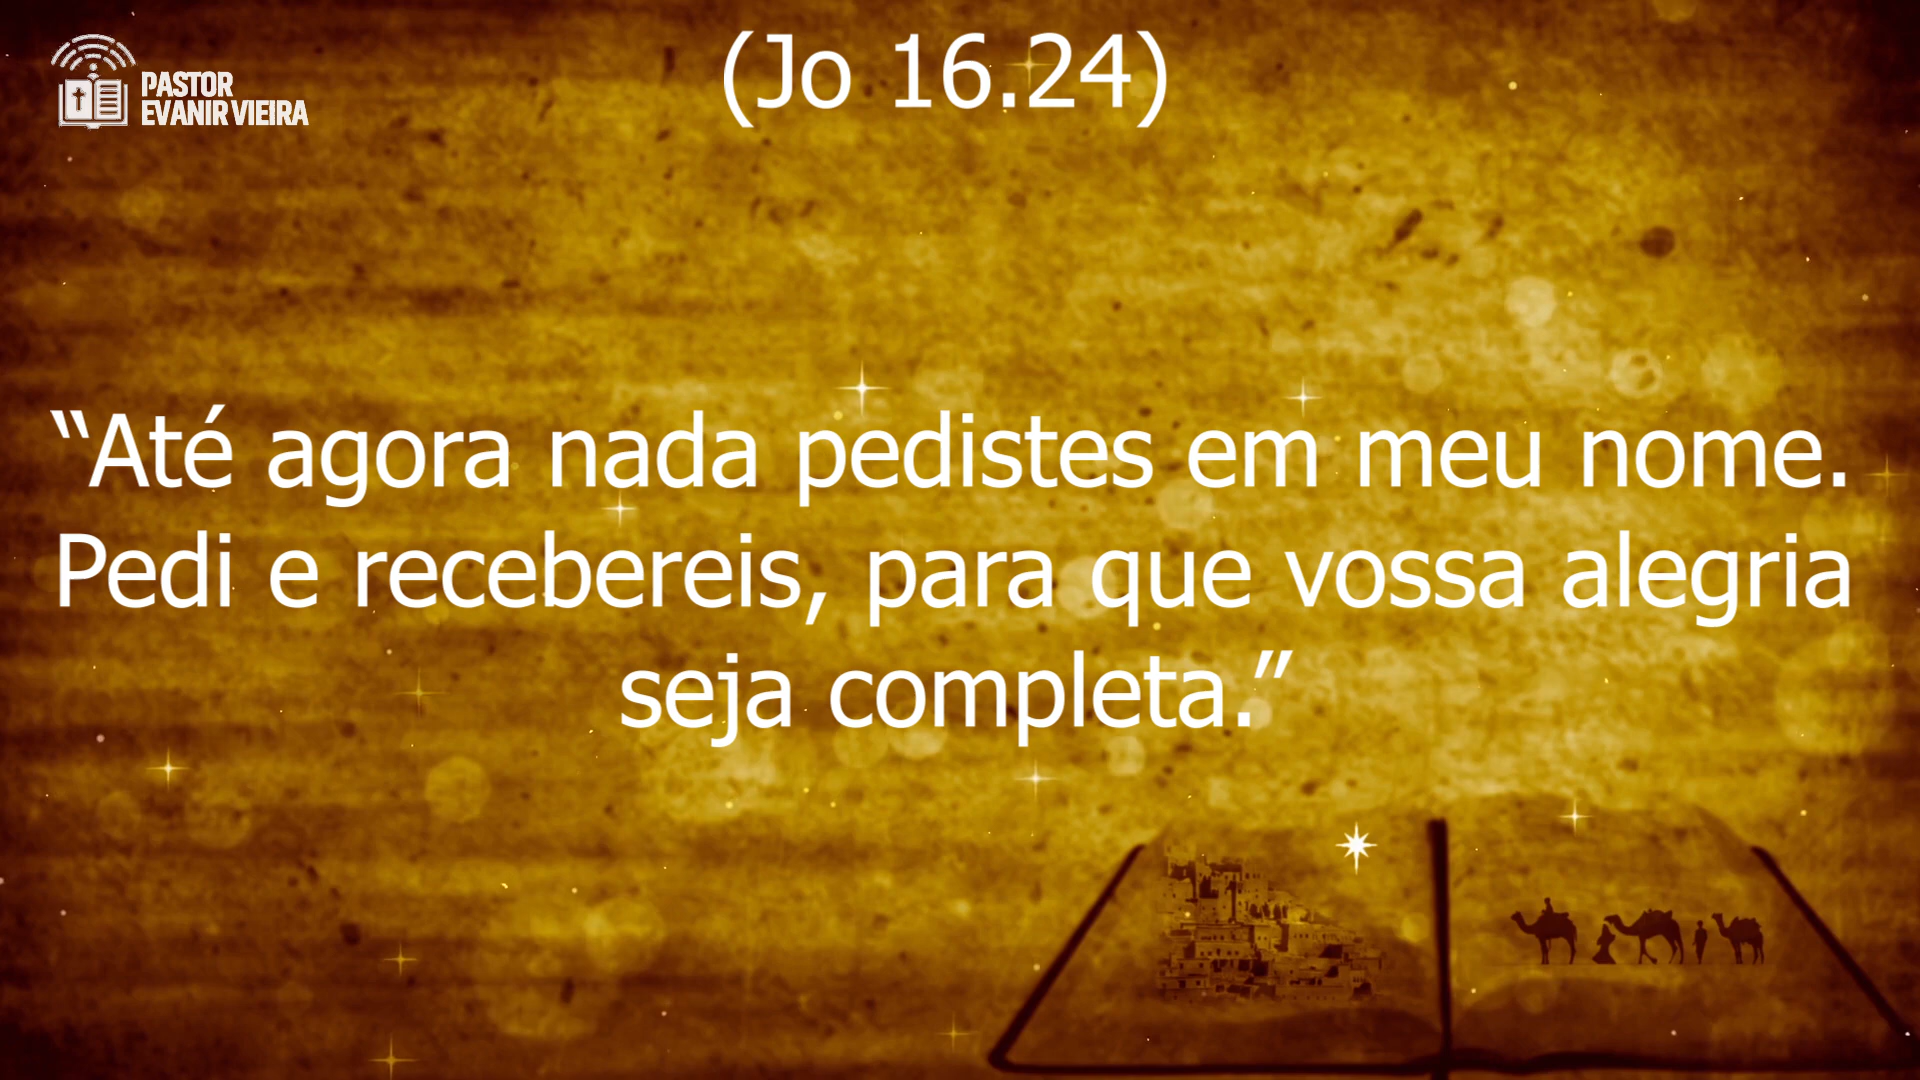 PASTOR
EVANIR VIEIRA
(Jo 16.24)
“Até agora nada pedistes em meu nome.
Pedi e recebereis, para que vossa alegria
seja completa.”